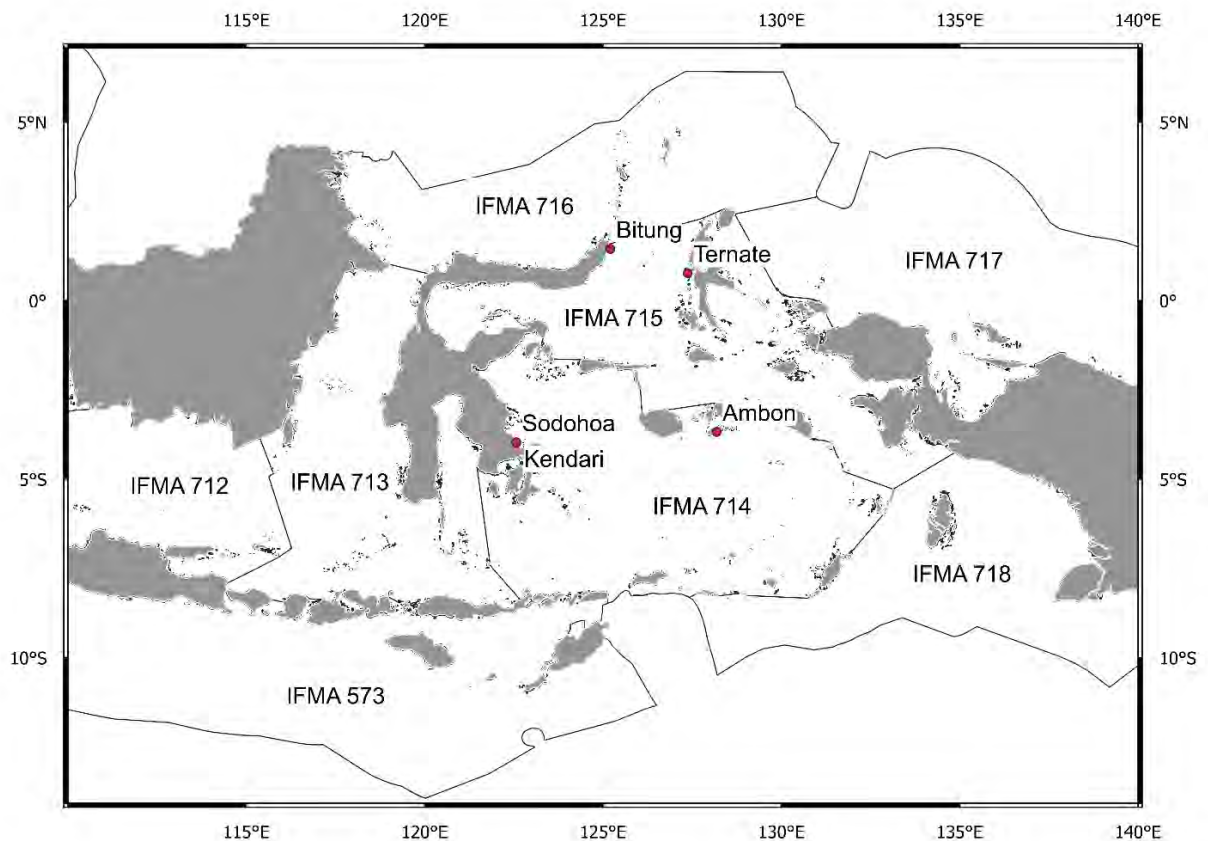 115°E 120°E 125°E 130°E 135°E 140°E
5°N 5°N
IFMA 716
Bitung
Ternate
IFMA 717
0° 0°
IFMA 715
Ambon
Sodohoa
Kendari
5°S 5°S
IFMA 712
IFMA 713
IFMA 714
IFMA 718
10°S 10°S
IFMA 573
115°E 120°E 125°E 130°E 135°E 140°E